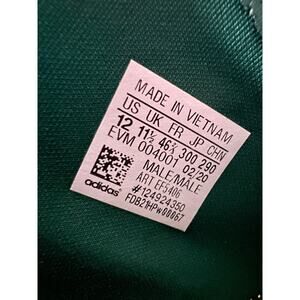 MADE IN VIETNAM
US UK FR JP CHN
12 11½ 46⅔ 300 290
EVM 004001 02/20
MALE/MALE
ART EF5406
#124924350
FDB21HPW00067
adidas